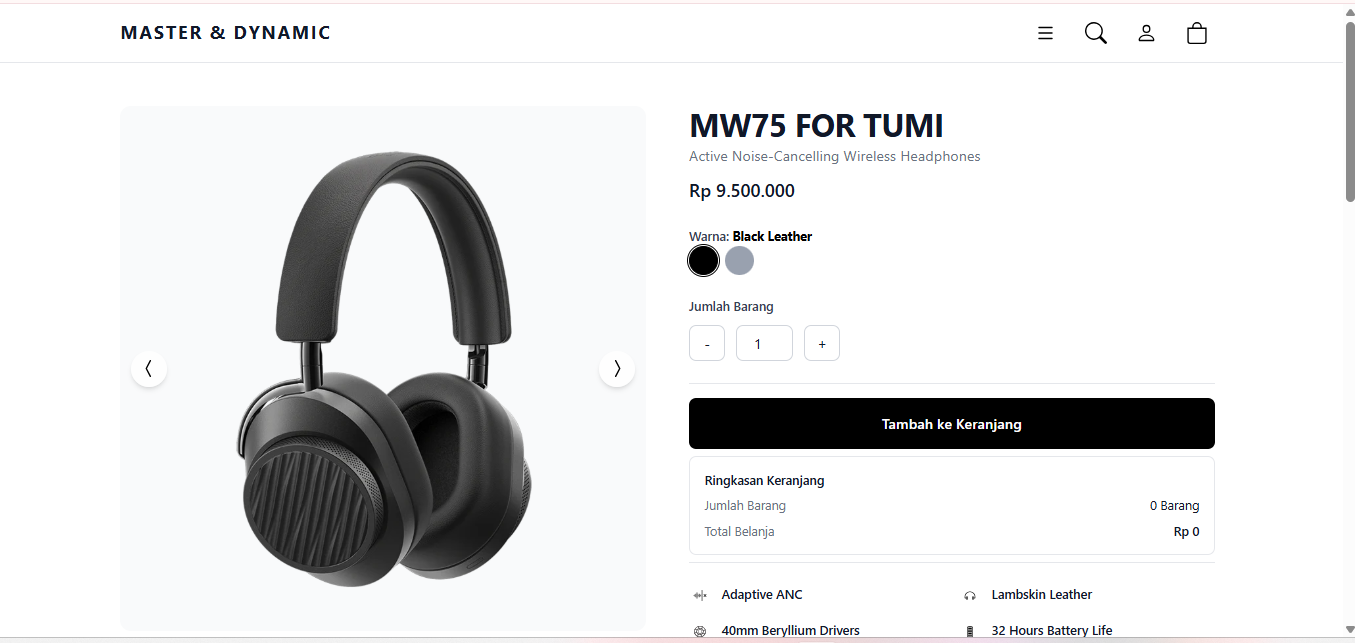 MASTER & DYNAMIC
MW75 FOR TUMI
Active Noise-Cancelling Wireless Headphones
Rp 9.500.000
Warna: Black Leather
Jumlah Barang
- 1 +
Tambah ke Keranjang
Ringkasan Keranjang
Jumlah Barang 0 Barang
Total Belanja Rp 0
Adaptive ANC Lambskin Leather
40mm Beryllium Drivers 32 Hours Battery Life